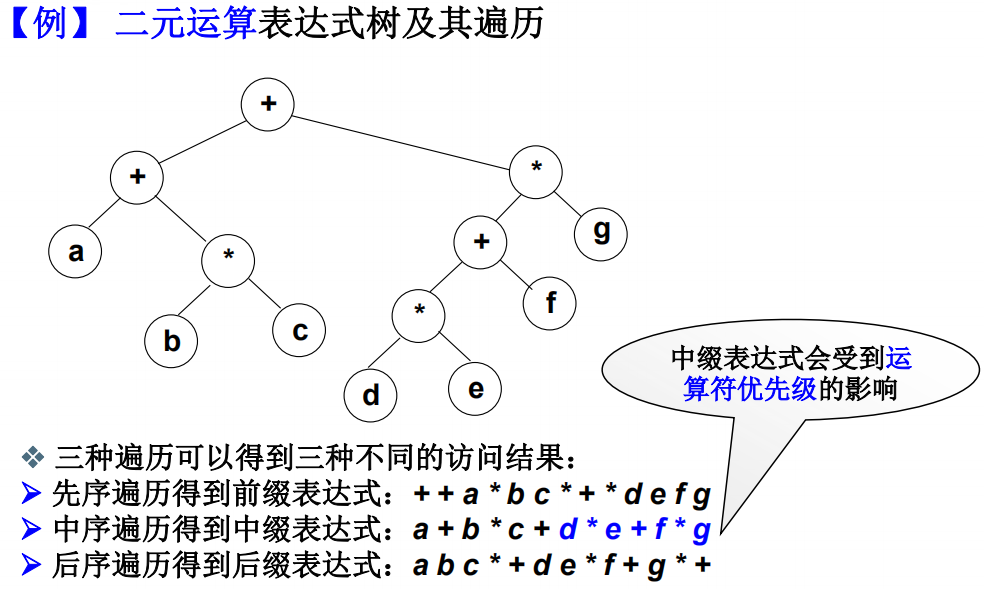 【例】 二元运算表达式树及其遍历
+
+
*
a
*
+
g
b
c
*
f
d
e
中缀表达式会受到运
算符优先级的影响
❖ 三种遍历可以得到三种不同的访问结果：
➢ 先序遍历得到前缀表达式：+ + a * b c * + * d e f g
➢ 中序遍历得到中缀表达式：a + b * c + d * e + f * g
➢ 后序遍历得到后缀表达式：a b c * + d e * f + g * +